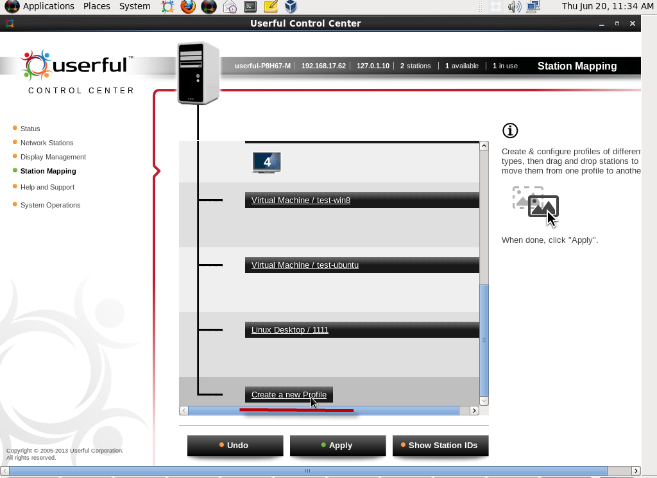 Applications Places System
Thu Jun 20, 11:34 AM
Userful Control Center
userful™
CONTROL CENTER
userful-P8H67-M | 192.168.17.62 | 127.0.1.10 | 2 stations | 1 available | 1 in use
Station Mapping
Status
Network Stations
Display Management
Station Mapping
Help and Support
System Operations
4
Virtual Machine / test-win8
Virtual Machine / test-ubuntu
Linux Desktop / 1111
Create a new Profile
Create & configure profiles of differen
types, then drag and drop stations to
move them from one profile to anothe
When done, click "Apply".
Undo
Apply
Show Station IDs
Copyright © 2005-2013 Userful Corporation.
All rights reserved.